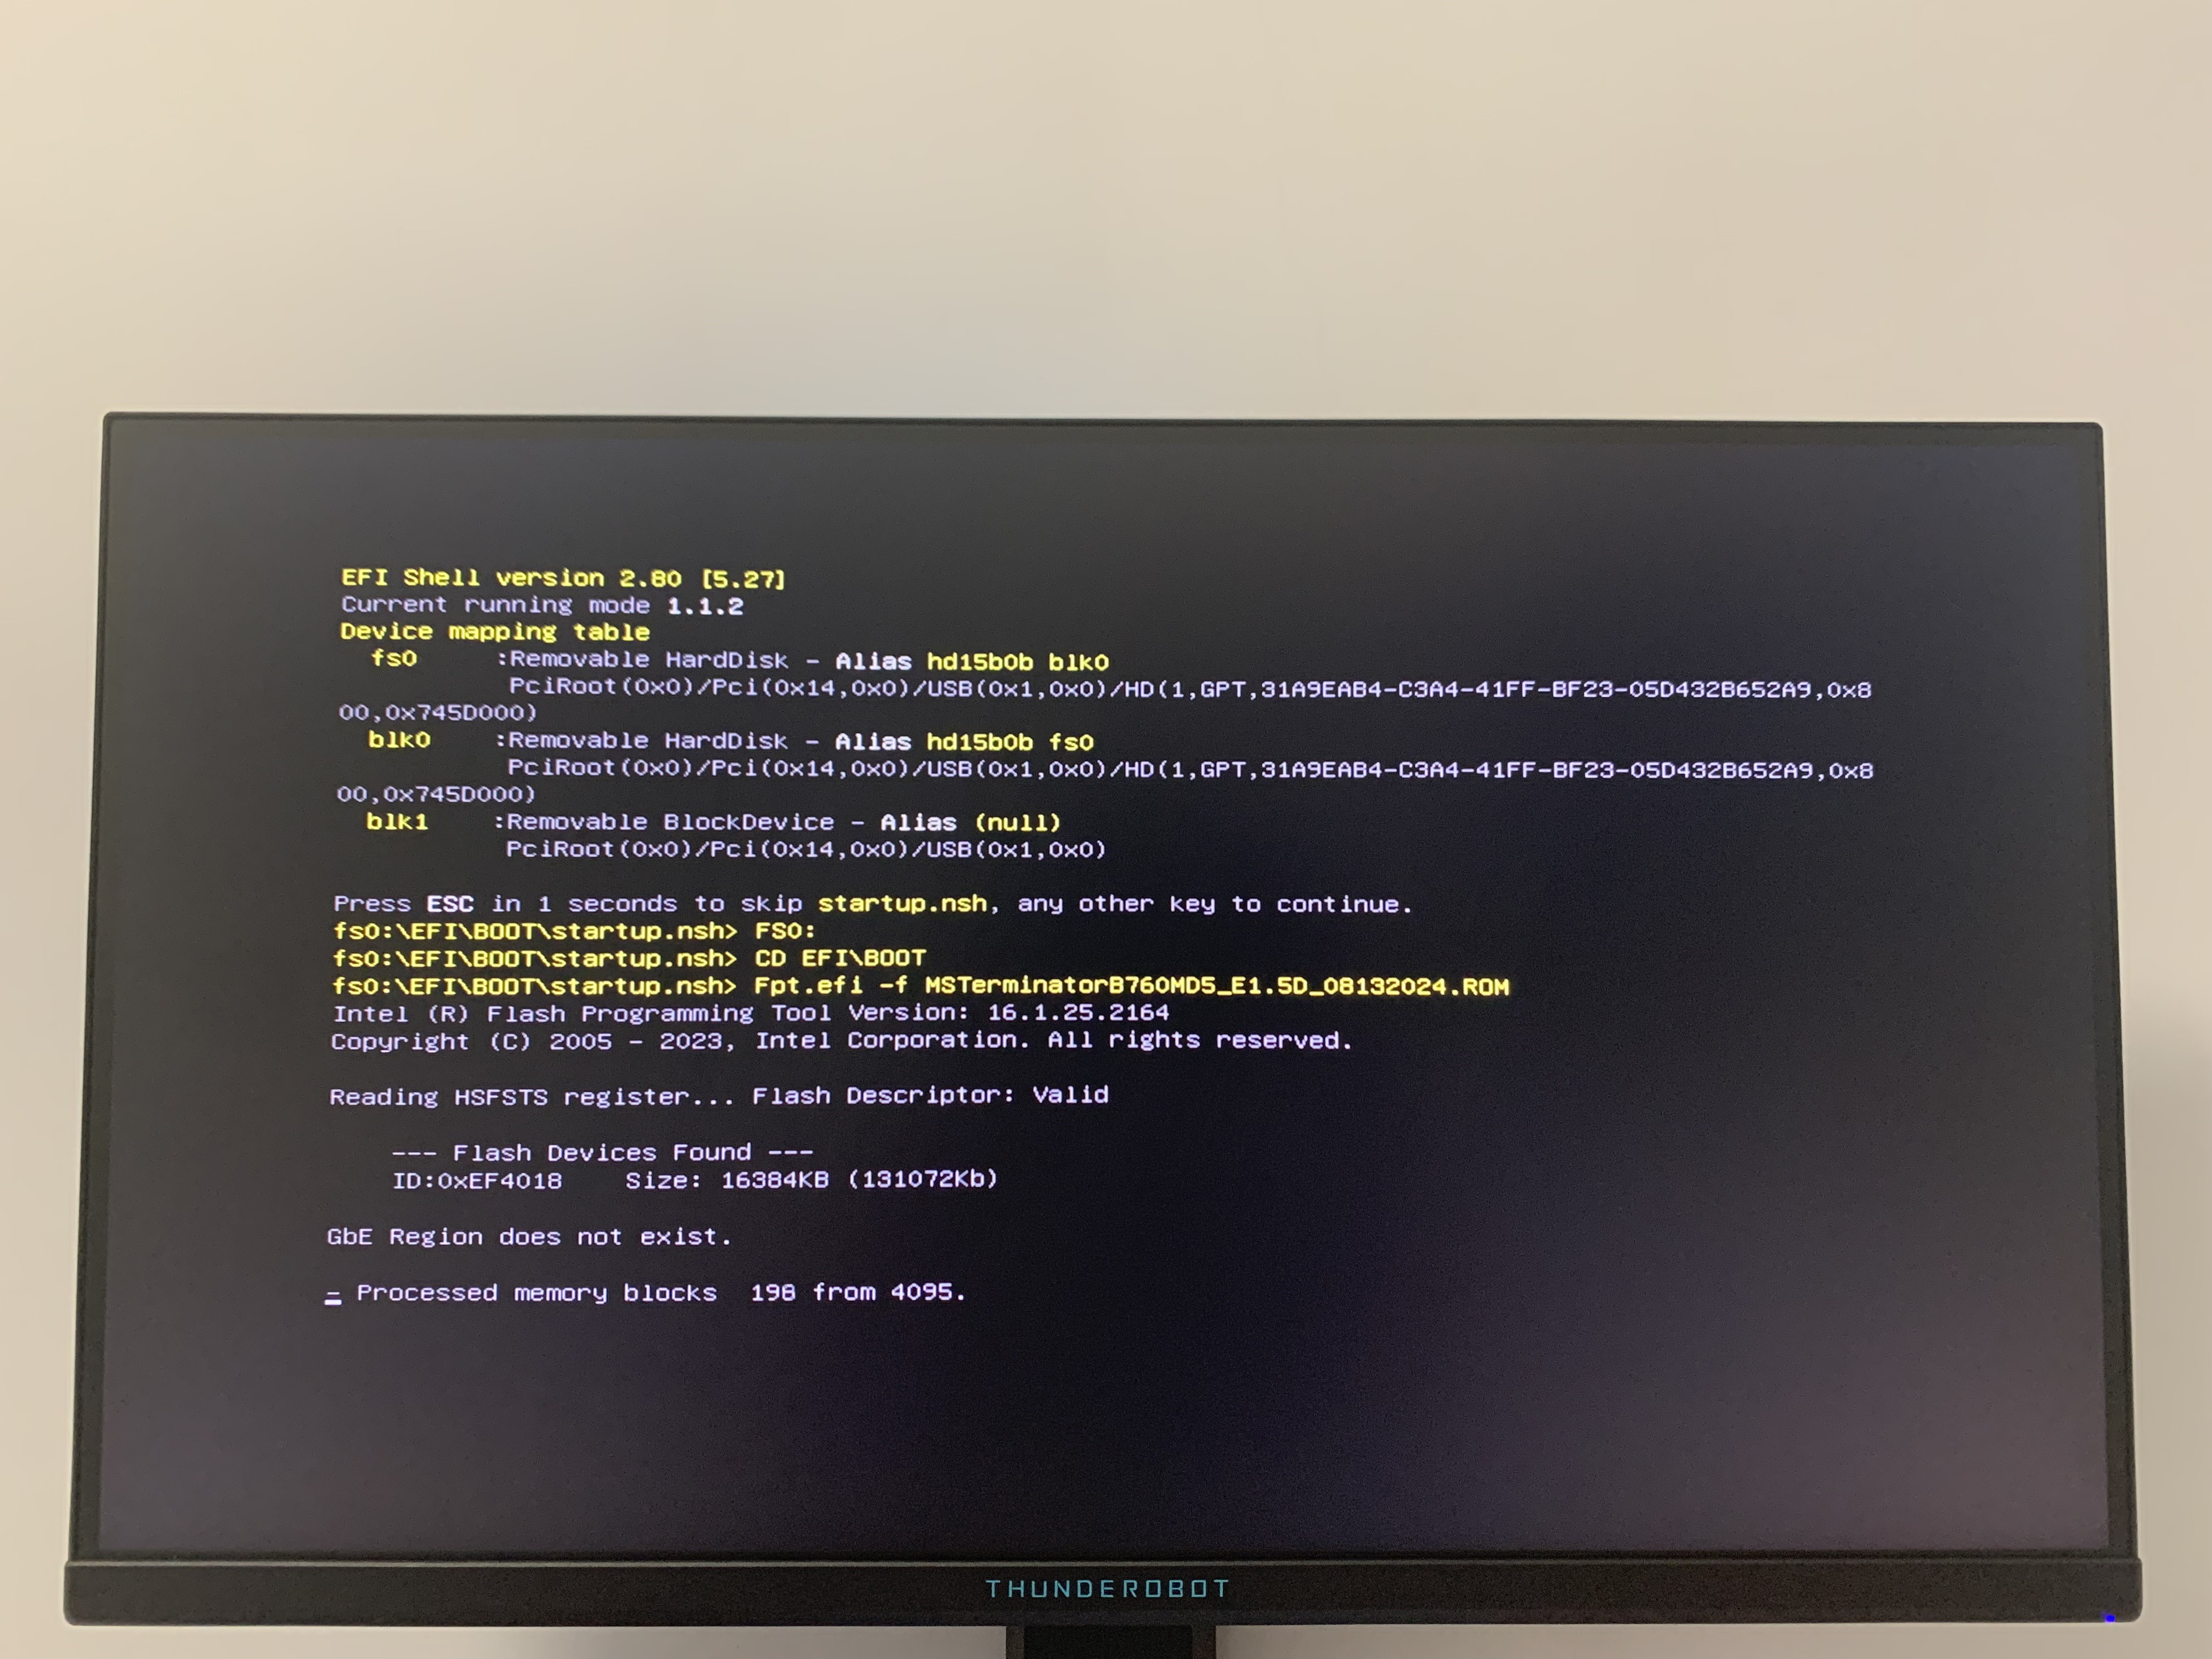 EFI Shell version 2.80 [5.27]
Current running mode 1.1.2
Device mapping table
fs0 :Removable HardDisk - Alias hd15b0b blk0
PciRoot(0x0)/Pci(0x14,0x0)/USB(0x1,0x0)/HD(1,GPT,31A9EAB4-C3A4-41FF-BF23-05D432B652A9,0x8
00,0x745D000)
blk0 :Removable HardDisk - Alias hd15b0b fs0
PciRoot(0x0)/Pci(0x14,0x0)/USB(0x1,0x0)/HD(1,GPT,31A9EAB4-C3A4-41FF-BF23-05D432B652A9,0x8
00,0x745D000)
blk1 :Removable BlockDevice - Alias (null)
PciRoot(0x0)/Pci(0x14,0x0)/USB(0x1,0x0)
Press ESC in 1 seconds to skip startup.nsh, any other key to continue.
fs0:\EFI\BOOT\startup.nsh> FS0:
fs0:\EFI\BOOT\startup.nsh> CD EFI\BOOT
fs0:\EFI\BOOT\startup.nsh> Fpt.efi -f MSTerminatorB760MD5_E1.5D_08132024.ROM
Intel (R) Flash Programming Tool Version: 16.1.25.2164
Copyright (C) 2005 - 2023, Intel Corporation. All rights reserved.
Reading HSFSTS register... Flash Descriptor: Valid
--- Flash Devices Found ---
ID:0xEF4018 Size: 16384KB (131072Kb)
GbE Region does not exist.
- Processed memory blocks 198 from 4095.
THUNDEROBOT